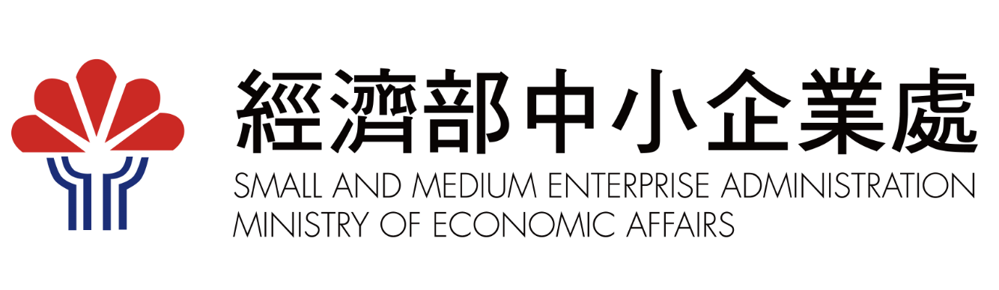 經濟部中小企業處
SMALL AND MEDIUM ENTERPRISE ADMINISTRATION
MINISTRY OF ECONOMIC AFFAIRS